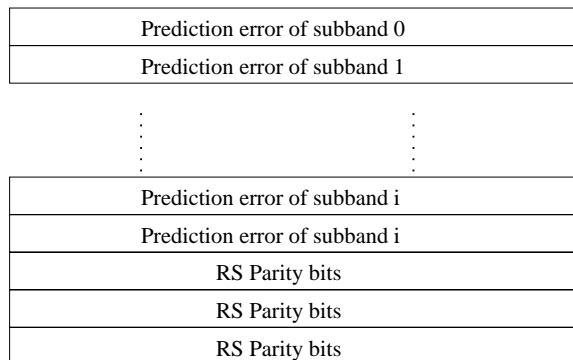 Prediction error of subband 0
Prediction error of subband 1
Prediction error of subband i
Prediction error of subband i
RS Parity bits
RS Parity bits
RS Parity bits